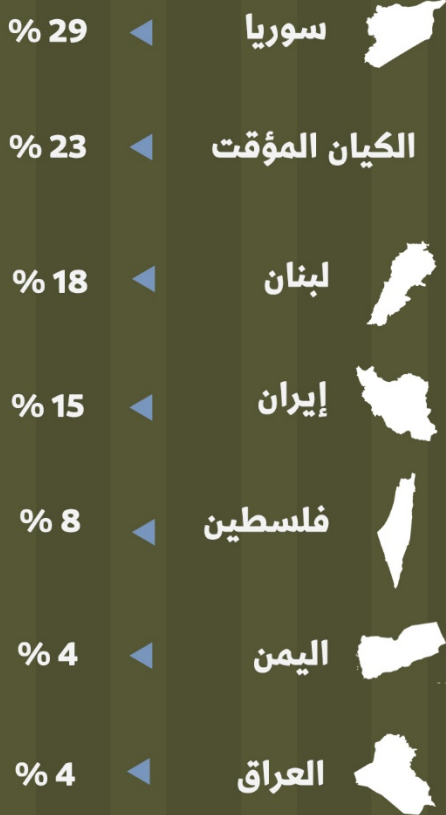 سوريا 29 %
الكيان المؤقت 23 %
لبنان 18 %
إيران 15 %
فلسطين 8 %
اليمن 4 %
العراق 4 %